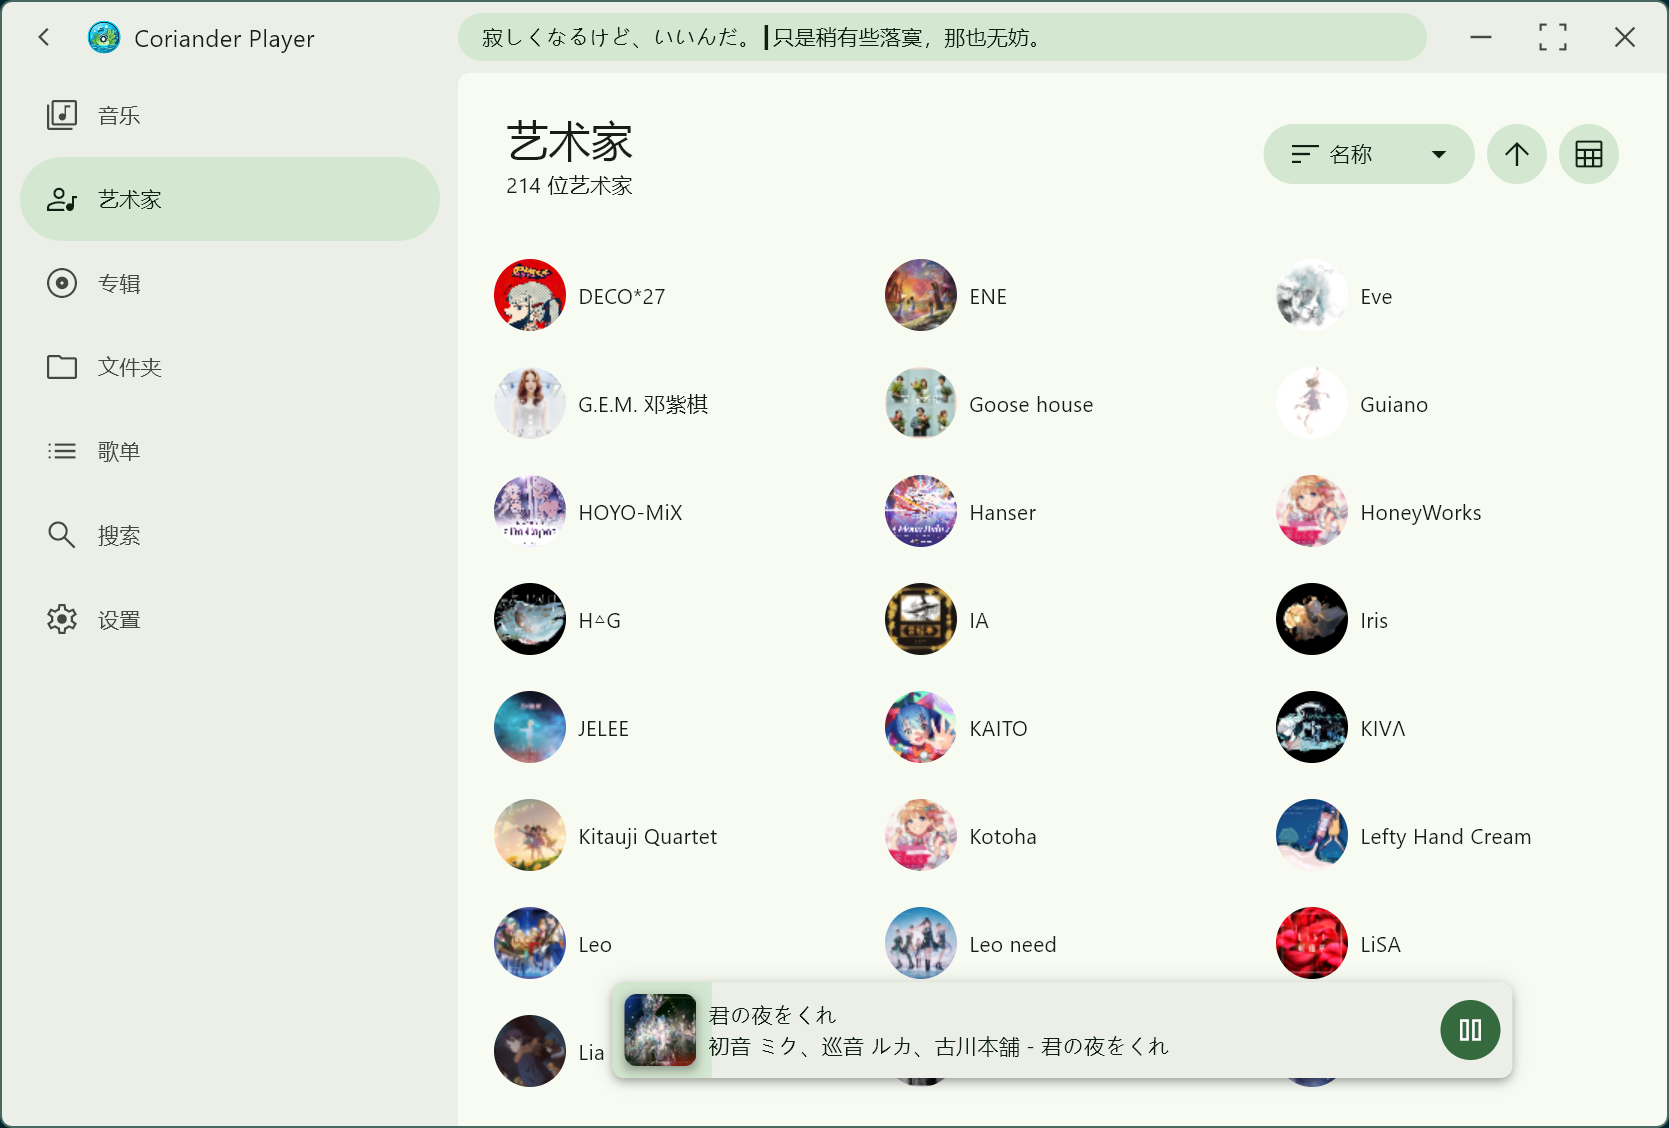 Coriander Player
寂しくなるけど、いいんだ。┃只是稍有些落寞，那也无妨。
音乐
艺术家
专辑
文件夹
歌单
搜索
设置
艺术家
214 位艺术家
名称
DECO*27
ENE
Eve
G.E.M. 邓紫棋
Goose house
Guiano
HOYO-MiX
Hanser
HoneyWorks
H△G
IA
Iris
JELEE
KAITO
KIVΛ
Kitauji Quartet
Kotoha
Lefty Hand Cream
Leo
Leo need
LiSA
Lia
君の夜をくれ
初音 ミク、巡音 ルカ、古川本舗 - 君の夜をくれ